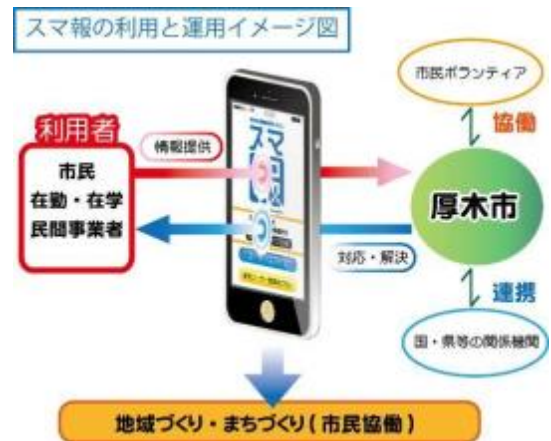 スマ報の利用と運用イメージ図
市民ボランティア
協働
利用者
情報提供
スマ報
市民
在勤・在学
民間事業者
厚木市
対応・解決
連携
国・県等の関係機関
地域づくり・まちづくり(市民協働)